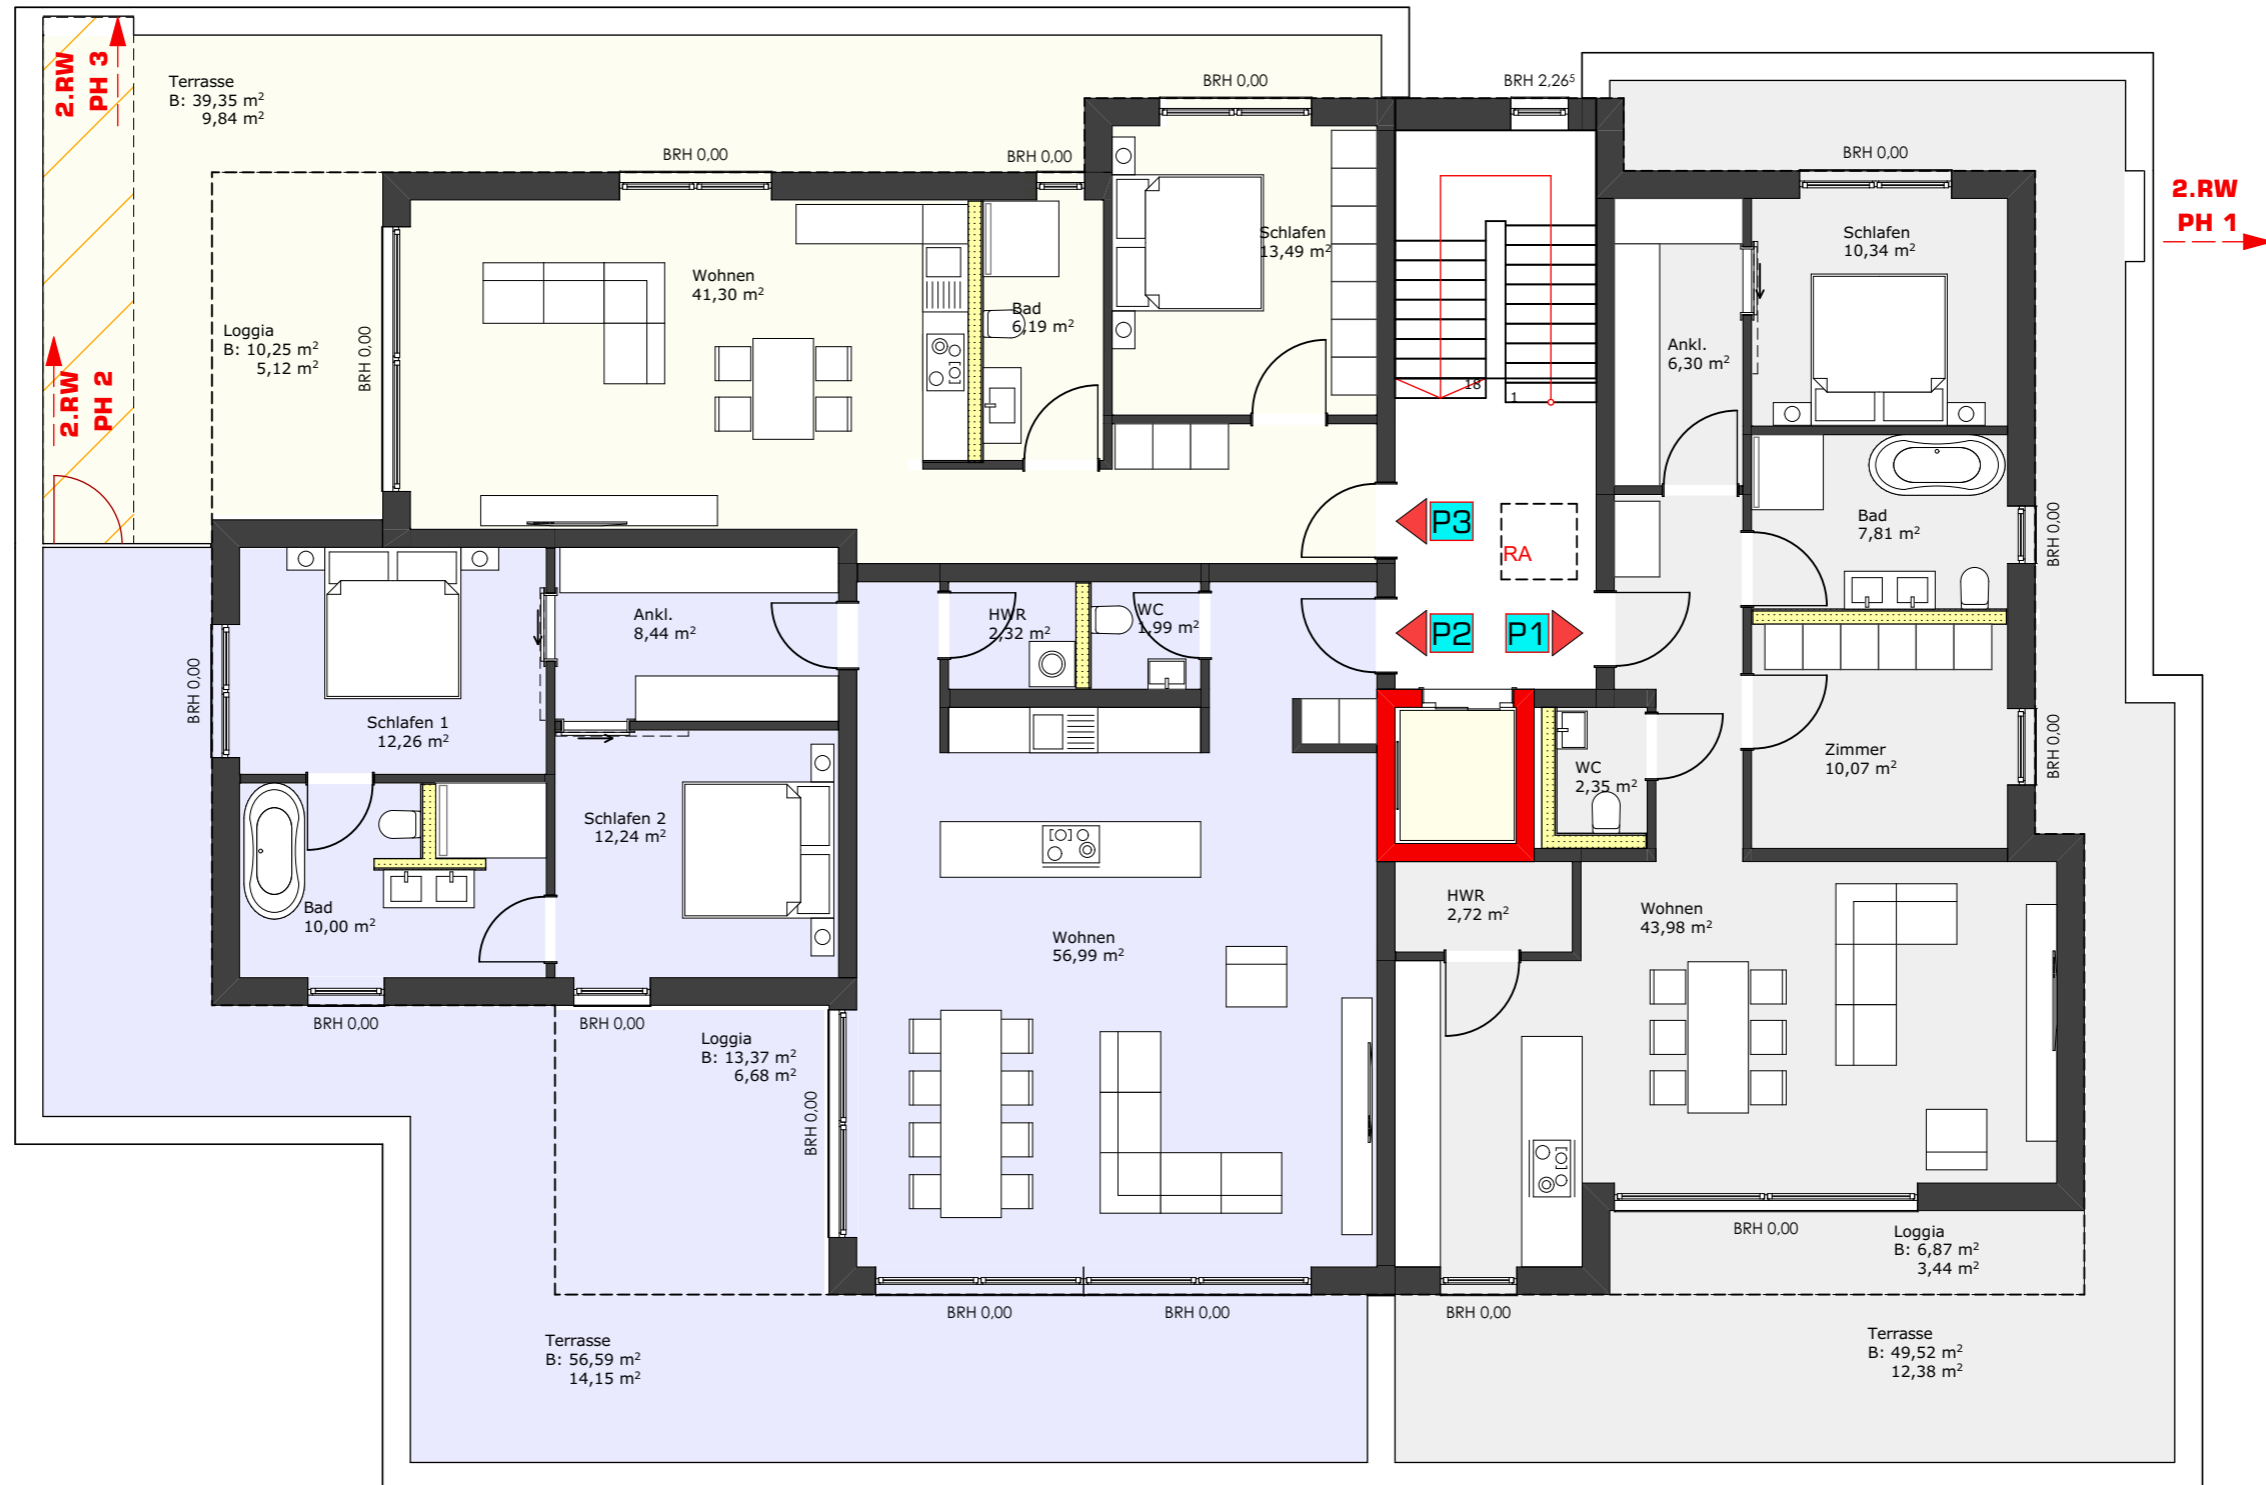 2.RW
PH 3
Terrasse
B: 39,35 m²
9,84 m²
BRH 0,00
BRH 2,26⁵
BRH 0,00
BRH 0,00
BRH 0,00
2.RW
PH 1
Schlafen
13,49 m²
Schlafen
10,34 m²
Wohnen
41,30 m²
Bad
6,19 m²
Loggia
B: 10,25 m²
5,12 m²
BRH 0,00
Ankl.
6,30 m²
2.RW
PH 2
18
1
P3
RA
Bad
7,81 m²
BRH 0,00
Ankl.
8,44 m²
HWR
2,32 m²
WC
1,99 m²
P2
P1
BRH 0,00
Schlafen 1
12,26 m²
Zimmer
10,07 m²
BRH 0,00
WC
2,35 m²
Schlafen 2
12,24 m²
Bad
10,00 m²
HWR
2,72 m²
Wohnen
43,98 m²
Wohnen
56,99 m²
BRH 0,00
BRH 0,00
Loggia
B: 13,37 m²
6,68 m²
BRH 0,00
BRH 0,00
Loggia
B: 6,87 m²
3,44 m²
BRH 0,00
BRH 0,00
BRH 0,00
Terrasse
B: 56,59 m²
14,15 m²
Terrasse
B: 49,52 m²
12,38 m²